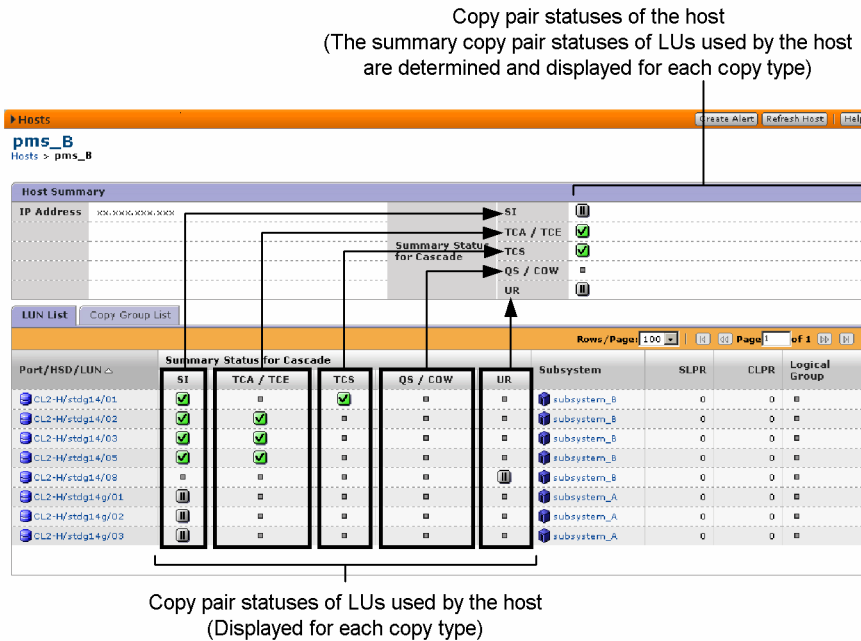 Copy pair statuses of the host
(The summary copy pair statuses of LUs used by the host
are determined and displayed for each copy type)
Hosts Create Alert Refresh Host Help
pms_B
Hosts > pms_B
Host Summary
IP Address xx.xxx.xxx.xxx SI
TCA / TCE
Summary Status for Cascade TCS
QS / COW
UR
LUN List Copy Group List
Rows/Page: 100 Page 1 of 1
Port/HSD/LUN Summary Status for Cascade Subsystem SLPR CLPR Logical Group
SI TCA / TCE TCS QS / COW UR
CL2-H/stdg14/01 subsystem_B 0 0
CL2-H/stdg14/02 subsystem_B 0 0
CL2-H/stdg14/03 subsystem_B 0 0
CL2-H/stdg14/05 subsystem_B 0 0
CL2-H/stdg14/08 subsystem_B 0 0
CL2-H/stdg14g/01 subsystem_A 0 0
CL2-H/stdg14g/02 subsystem_A 0 0
CL2-H/stdg14g/03 subsystem_A 0 0
Copy pair statuses of LUs used by the host
(Displayed for each copy type)